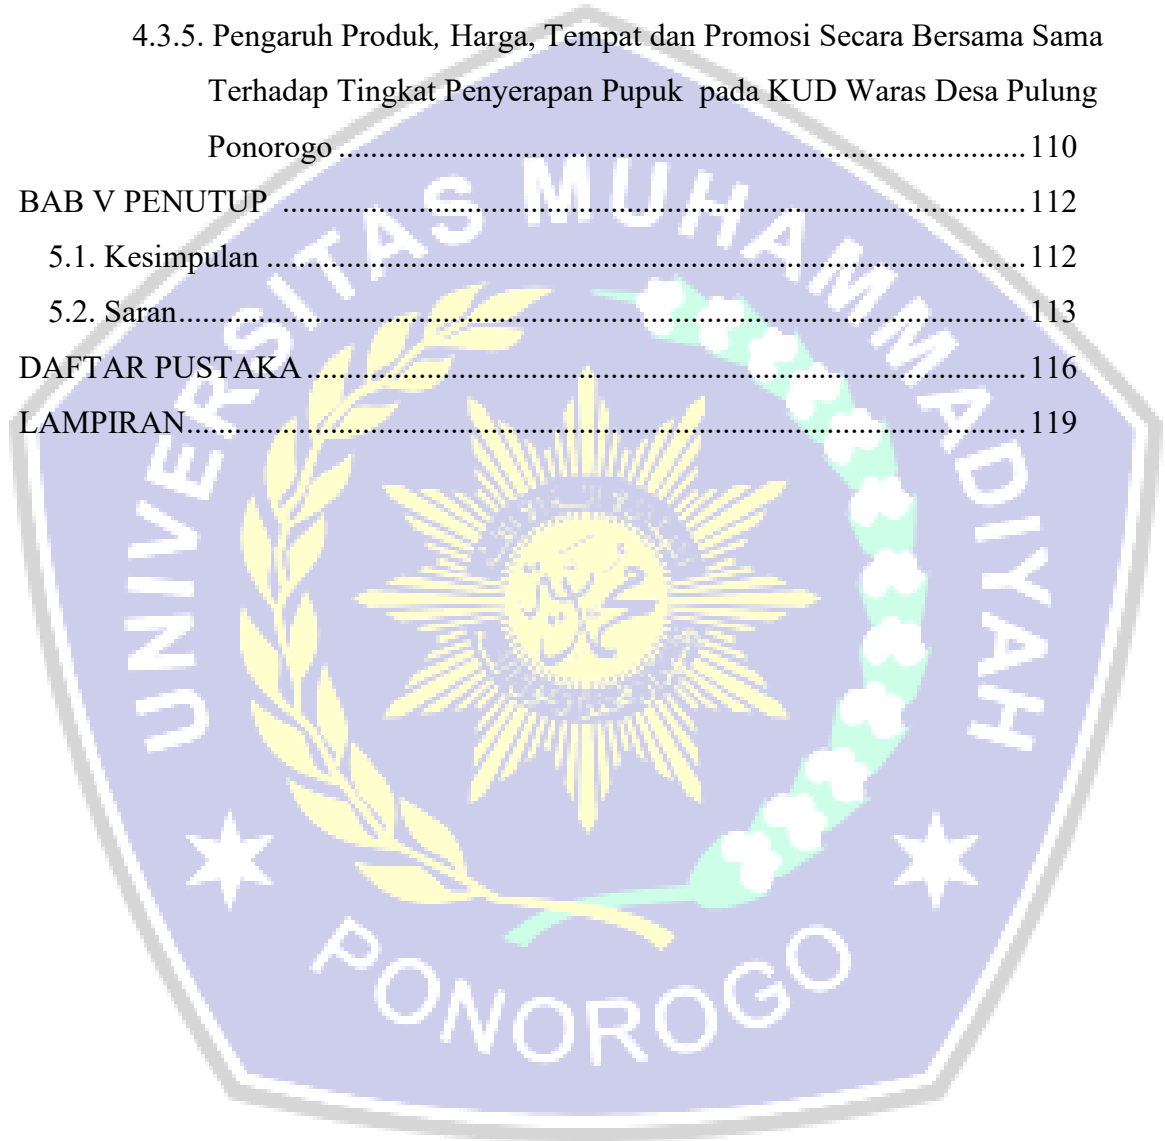 4.3.5. Pengaruh Produk, Harga, Tempat dan Promosi Secara Bersama Sama
Terhadap Tingkat Penyerapan Pupuk pada KUD Waras Desa Pulung
Ponorogo ...................................................................................... 110
BAB V PENUTUP ............................................................................................. 112
5.1. Kesimpulan ............................................................................................... 112
5.2. Saran.......................................................................................................... 113
DAFTAR PUSTAKA .......................................................................................... 116
LAMPIRAN......................................................................................................... 119
UNIVERSITAS MUHAMMADIYAH
PONOROGO